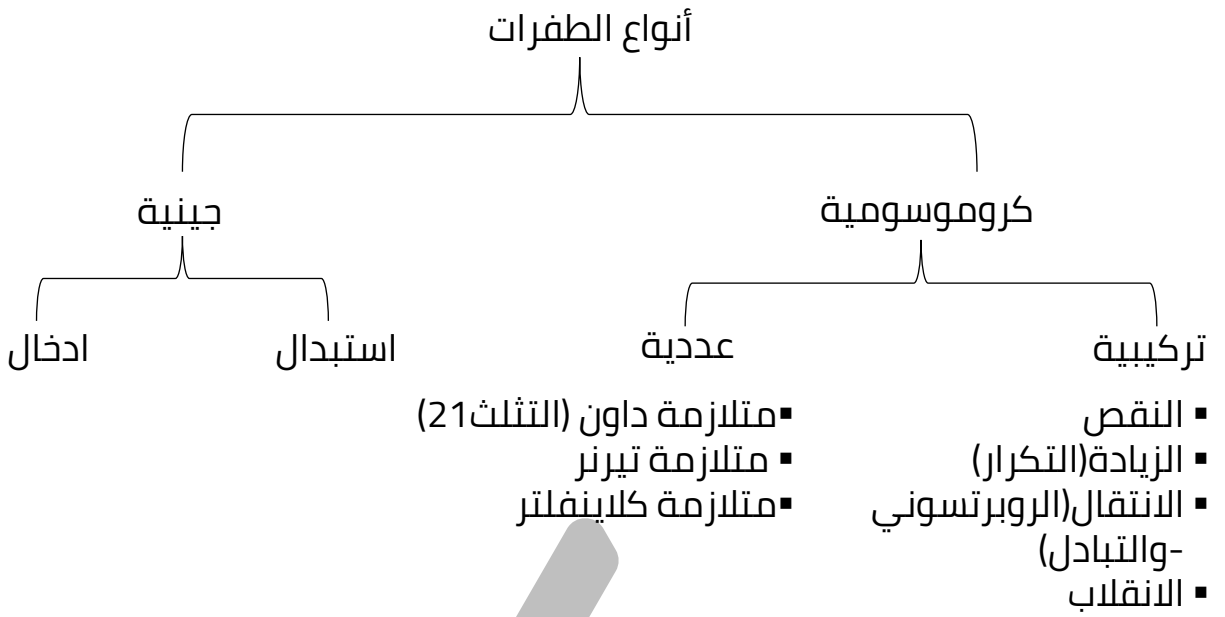 أنواع الطفرات
كروموسومية
جينية
تركيبية
عددية
استبدال
ادخال
▪ النقص
▪ الزيادة(التكرار)
▪ الانتقال(الروبرتسوني
-والتبادل)
▪ الانقلاب
▪متلازمة داون (التثلث21)
▪ متلازمة تيرنر
▪متلازمة كلاينفلتر